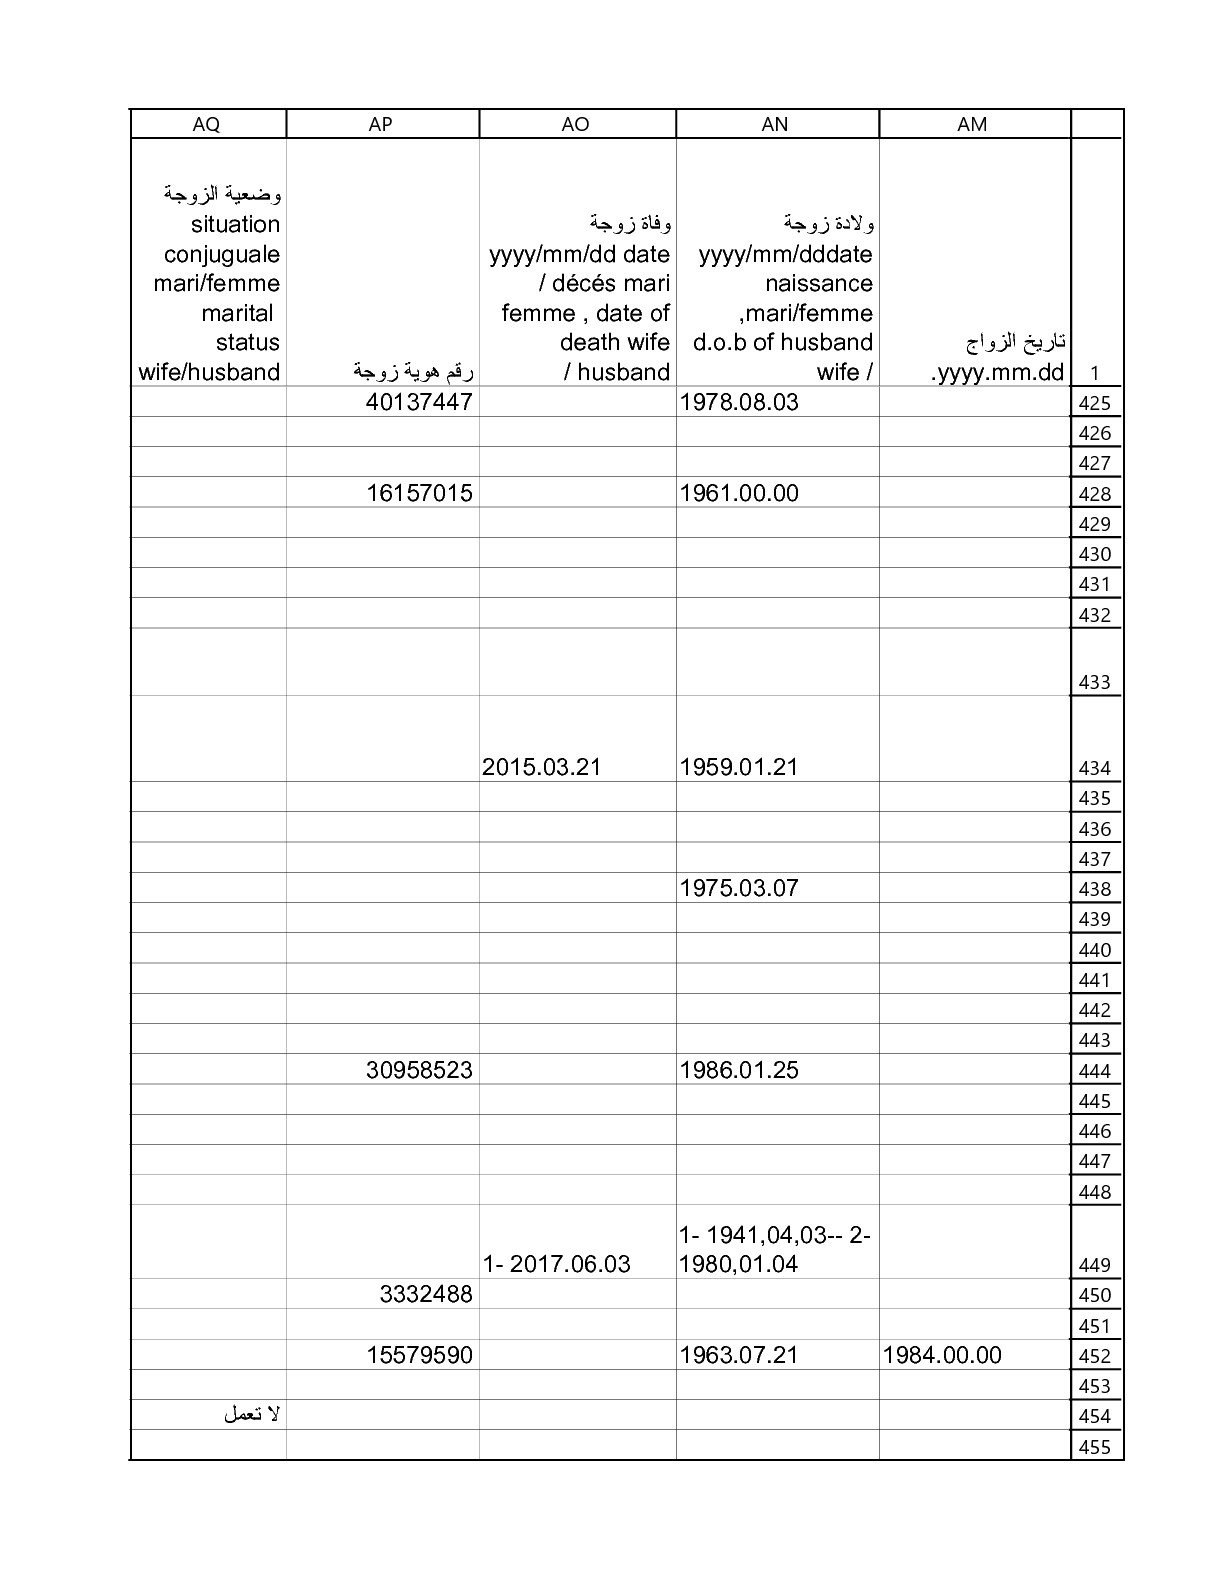 AQ AP AO AN AM
وضعية الزوجة
situation
conjuguale
mari/femme
marital
status
wife/husband
رقم هوية زوجة
وفاة زوجة
yyyy/mm/dd date
/ décés mari
femme , date of
death wife
/ husband
ولادة زوجة
yyyy/mm/dddate
naissance
,mari/femme
d.o.b of husband
wife /
تاريخ الزواج
.yyyy.mm.dd
1
40137447 1978.08.03 425
426
427
16157015 1961.00.00 428
429
430
431
432
433
2015.03.21 1959.01.21 434
435
436
437
1975.03.07 438
439
440
441
442
443
30958523 1986.01.25 444
445
446
447
448
1- 1941,04,03-- 2-
1- 2017.06.03 1980,01.04 449
3332488 450
451
15579590 1963.07.21 1984.00.00 452
453
لا تعمل 454
455